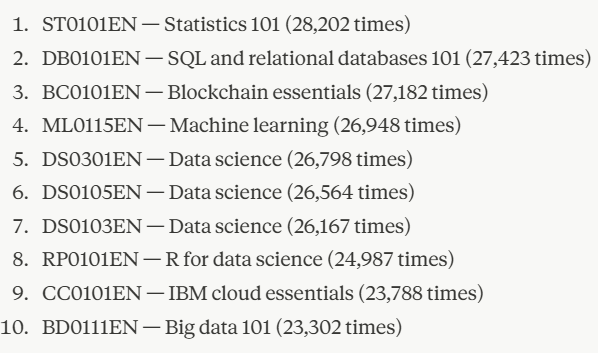 1. ST0101EN — Statistics 101 (28,202 times)
2. DB0101EN — SQL and relational databases 101 (27,423 times)
3. BC0101EN — Blockchain essentials (27,182 times)
4. ML0115EN — Machine learning (26,948 times)
5. DS0301EN — Data science (26,798 times)
6. DS0105EN — Data science (26,564 times)
7. DS0103EN — Data science (26,167 times)
8. RP0101EN — R for data science (24,987 times)
9. CC0101EN — IBM cloud essentials (23,788 times)
10. BD0111EN — Big data 101 (23,302 times)